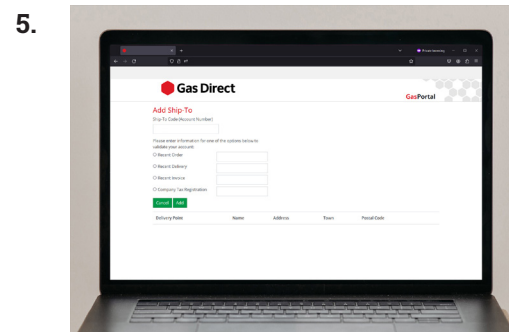 5.
Private browsing
Gas Direct
GasPortal
Add Ship-To
Ship-To Code (Account Number)
Please enter information for one of the options below to
validate your account:
Recent Order
Recent Delivery
Recent Invoice
Company Tax Registration
Cancel Add
Delivery Point Name Address Town Postal Code